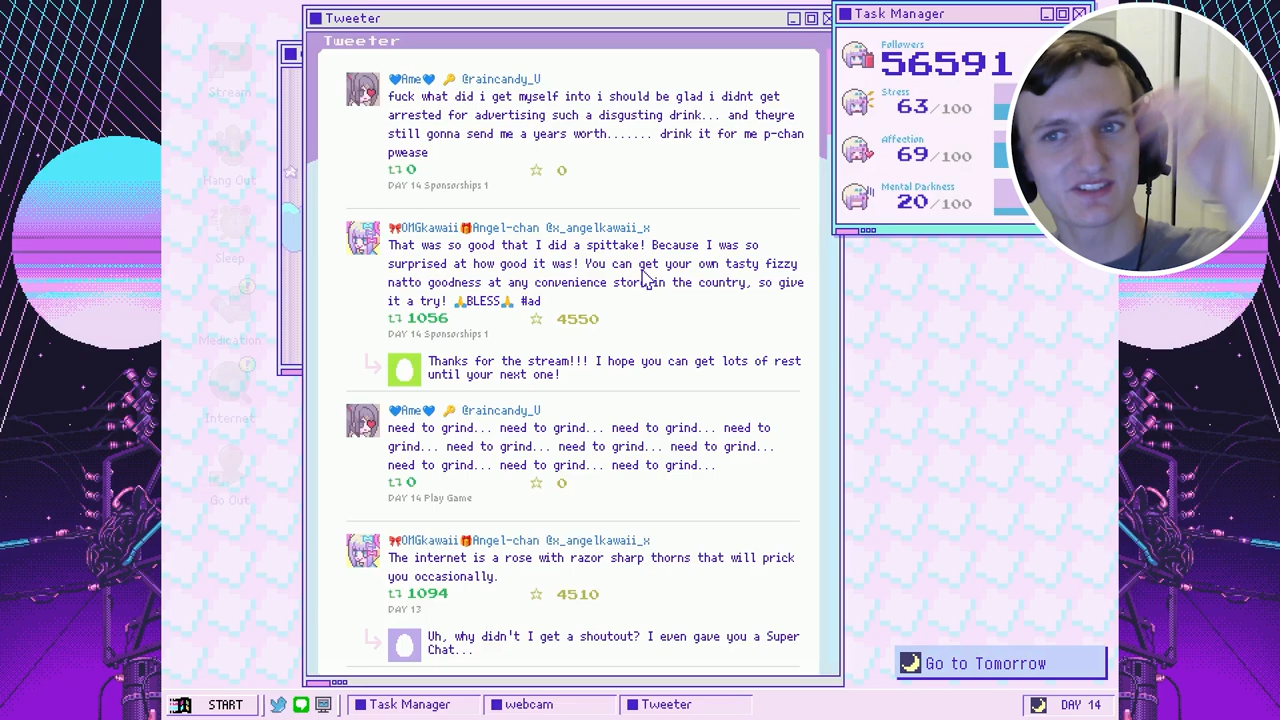 Tweeter
Tweeter
💙Ame💙 🔑 @raincandy_U
fuck what did i get myself into i should be glad i didnt get
arrested for advertising such a disgusting drink... and theyre
still gonna send me a years worth....... drink it for me p-chan
pwease
0 ☆ 0
DAY 14 Sponsorships 1
🎀OMGkawaii🎁Angel-chan @x_angelkawaii_x
That was so good that I did a spittake! Because I was so
surprised at how good it was! You can get your own tasty fizzy
natto goodness at any convenience store in the country, so give
it a try! 🙏BLESS🙏 #ad
1056 ☆ 4550
DAY 14 Sponsorships 1
Thanks for the stream!!! I hope you can get lots of rest
until your next one!
💙Ame💙 🔑 @raincandy_U
need to grind... need to grind... need to grind... need to
grind... need to grind... need to grind... need to grind...
need to grind... need to grind... need to grind...
0 ☆ 0
DAY 14 Play Game
🎀OMGkawaii🎁Angel-chan @x_angelkawaii_x
The internet is a rose with razor sharp thorns that will prick
you occasionally.
1094 ☆ 4510
DAY 13
Uh, why didn't I get a shoutout? I even gave you a Super
Chat...
Task Manager
Followers
56591
Stress
63/100
Affection
69/100
Mental Darkness
20/100
Stream
Hang Out
Sleep
Medication
Internet
Go Out
Go to Tomorrow
START
Task Manager
webcam
Tweeter
DAY 14